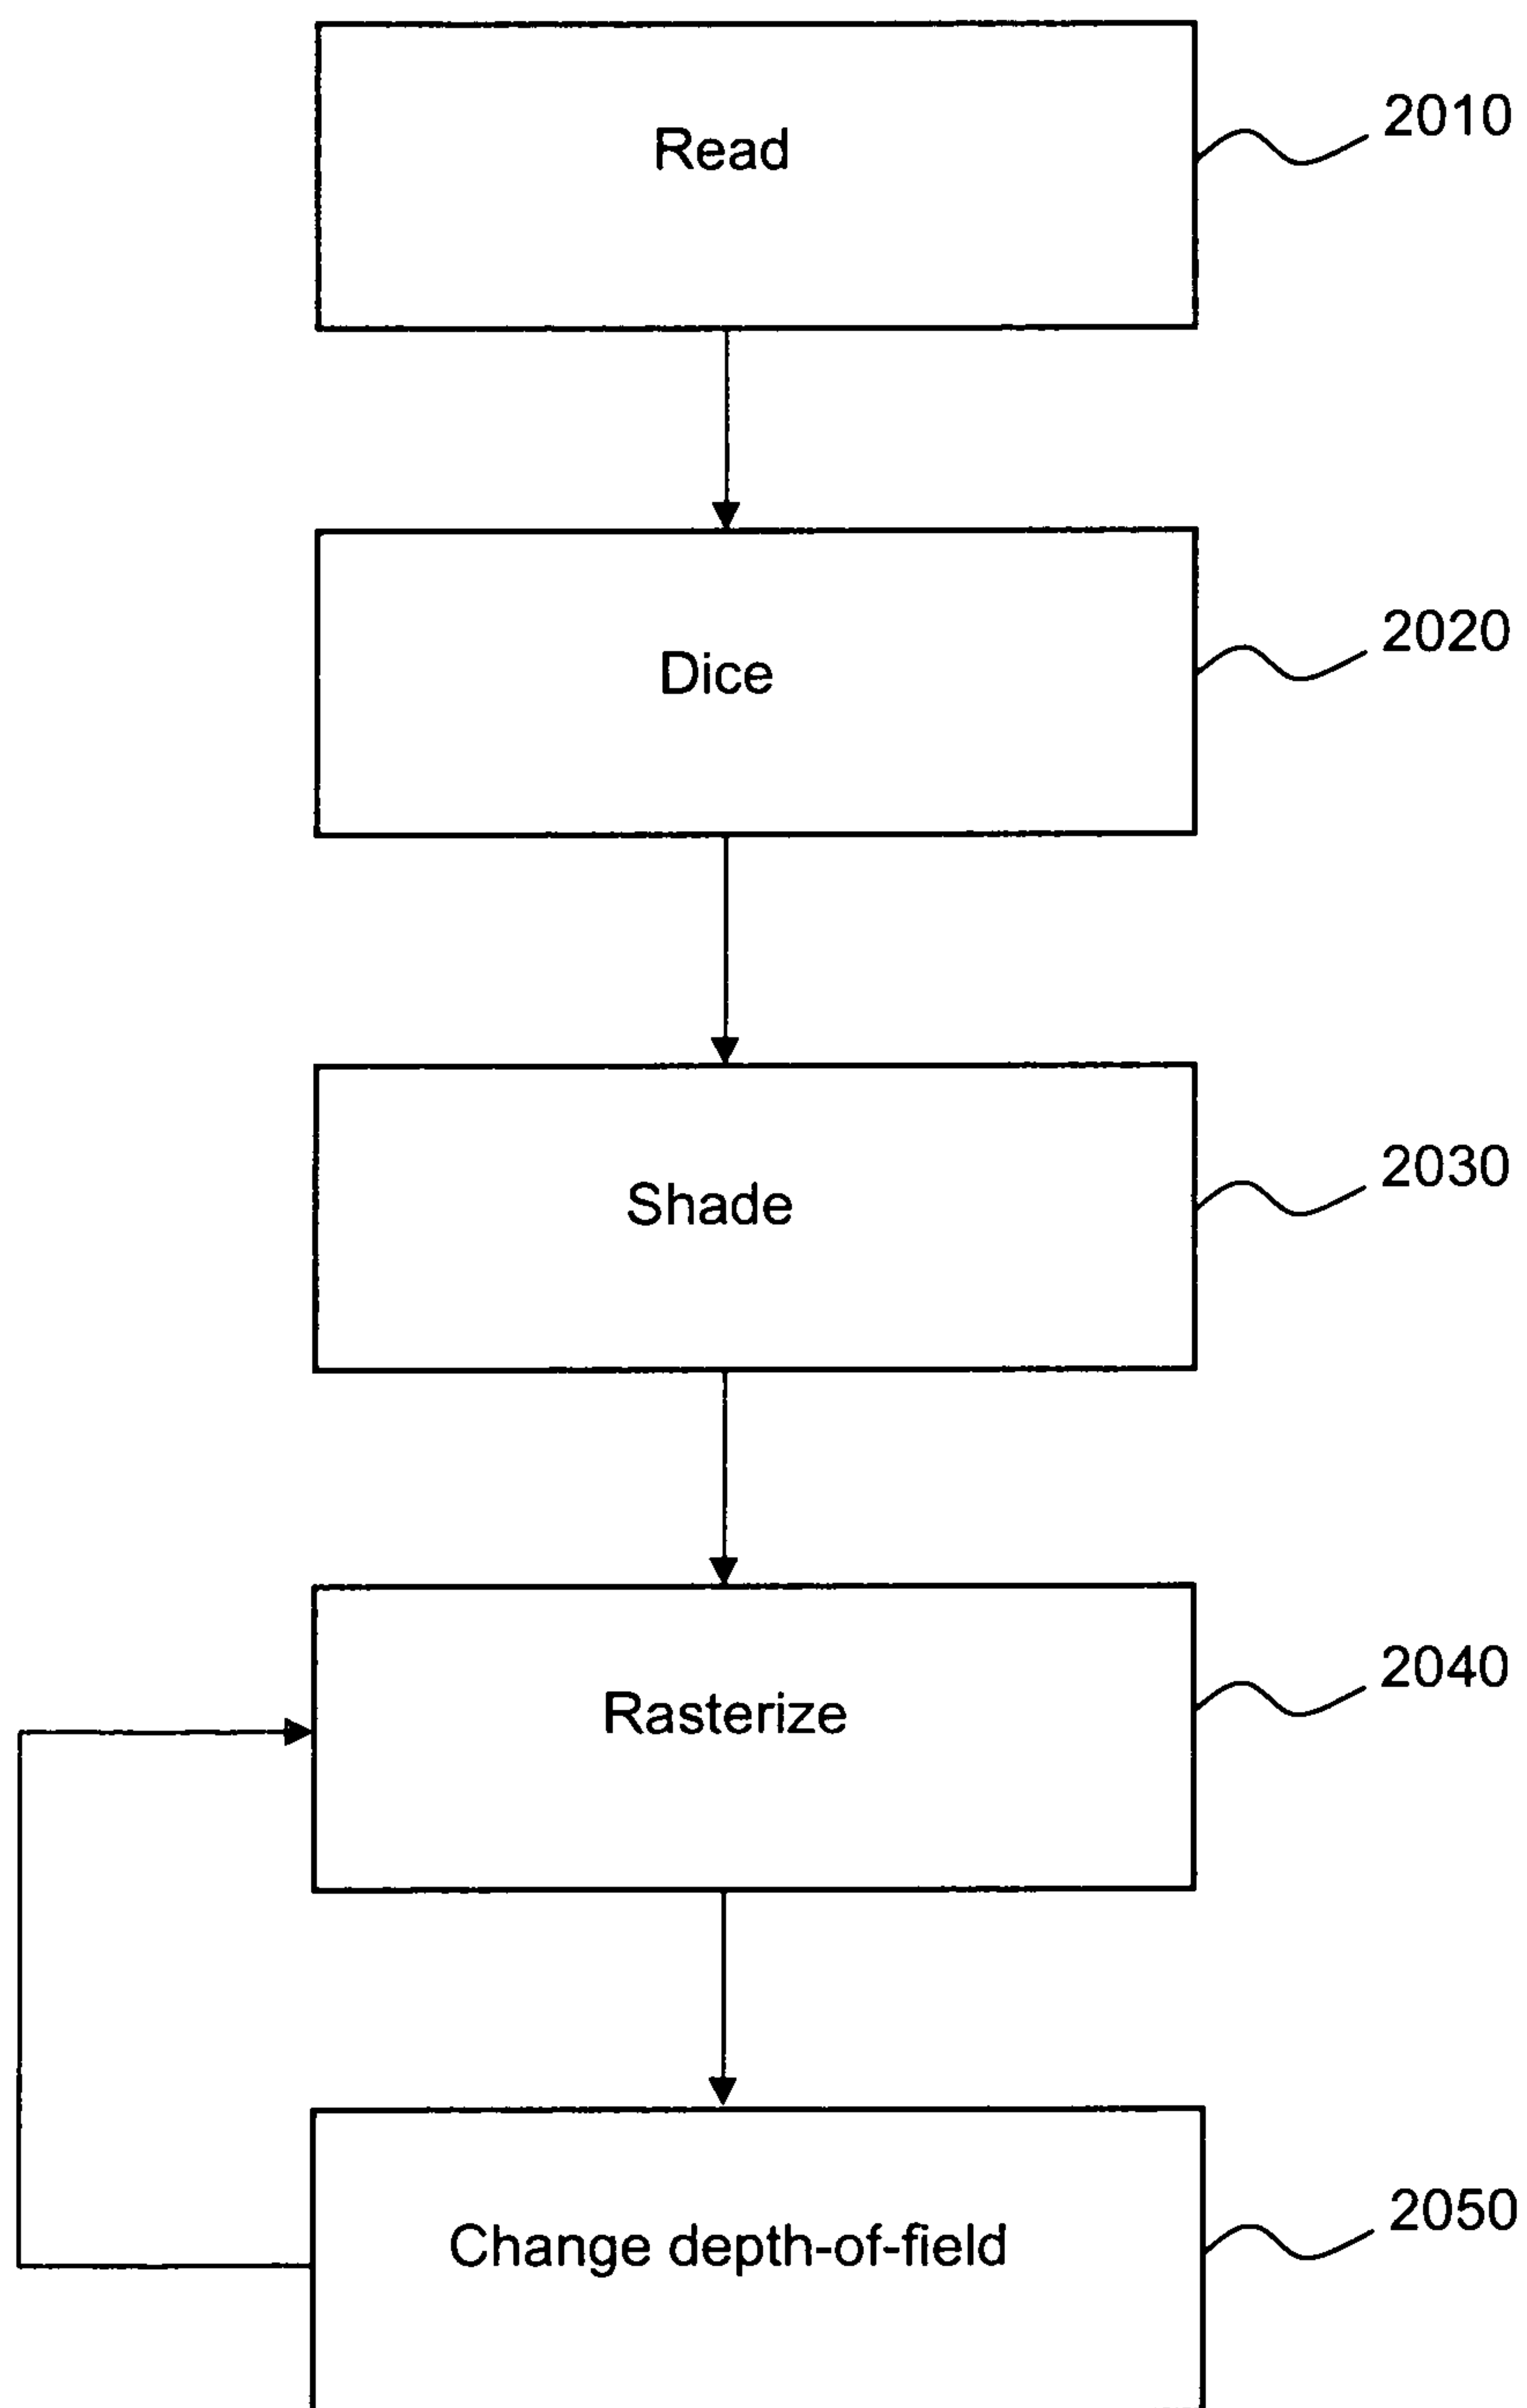 Read
2010
Dice
2020
Shade
2030
Rasterize
2040
Change depth-of-field
2050